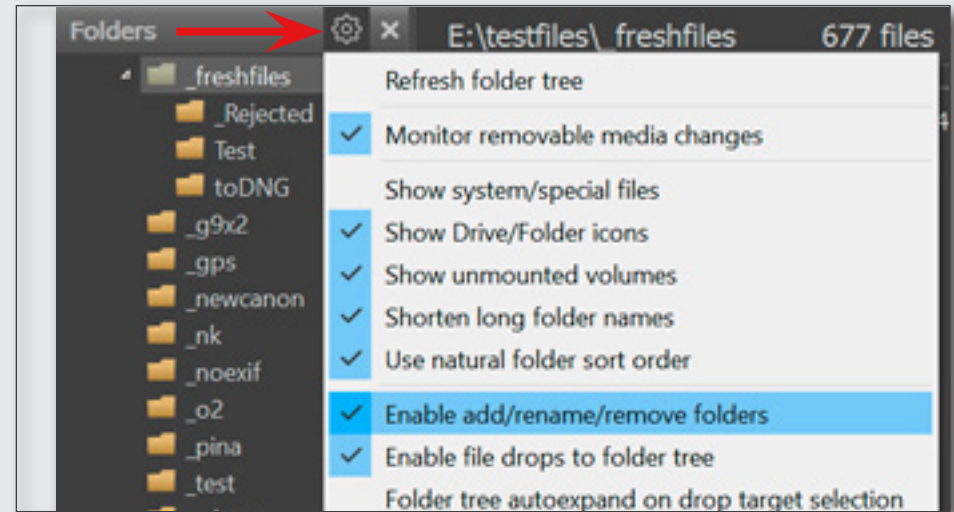 Folders
E:\testfiles\_freshfiles 677 files
_freshfiles
_Rejected
Test
toDNG
_g9x2
_gps
_newcanon
_nk
_noexif
_o2
_pina
_test
Refresh folder tree
Monitor removable media changes
Show system/special files
Show Drive/Folder icons
Show unmounted volumes
Shorten long folder names
Use natural folder sort order
Enable add/rename/remove folders
Enable file drops to folder tree
Folder tree autoexpand on drop target selection